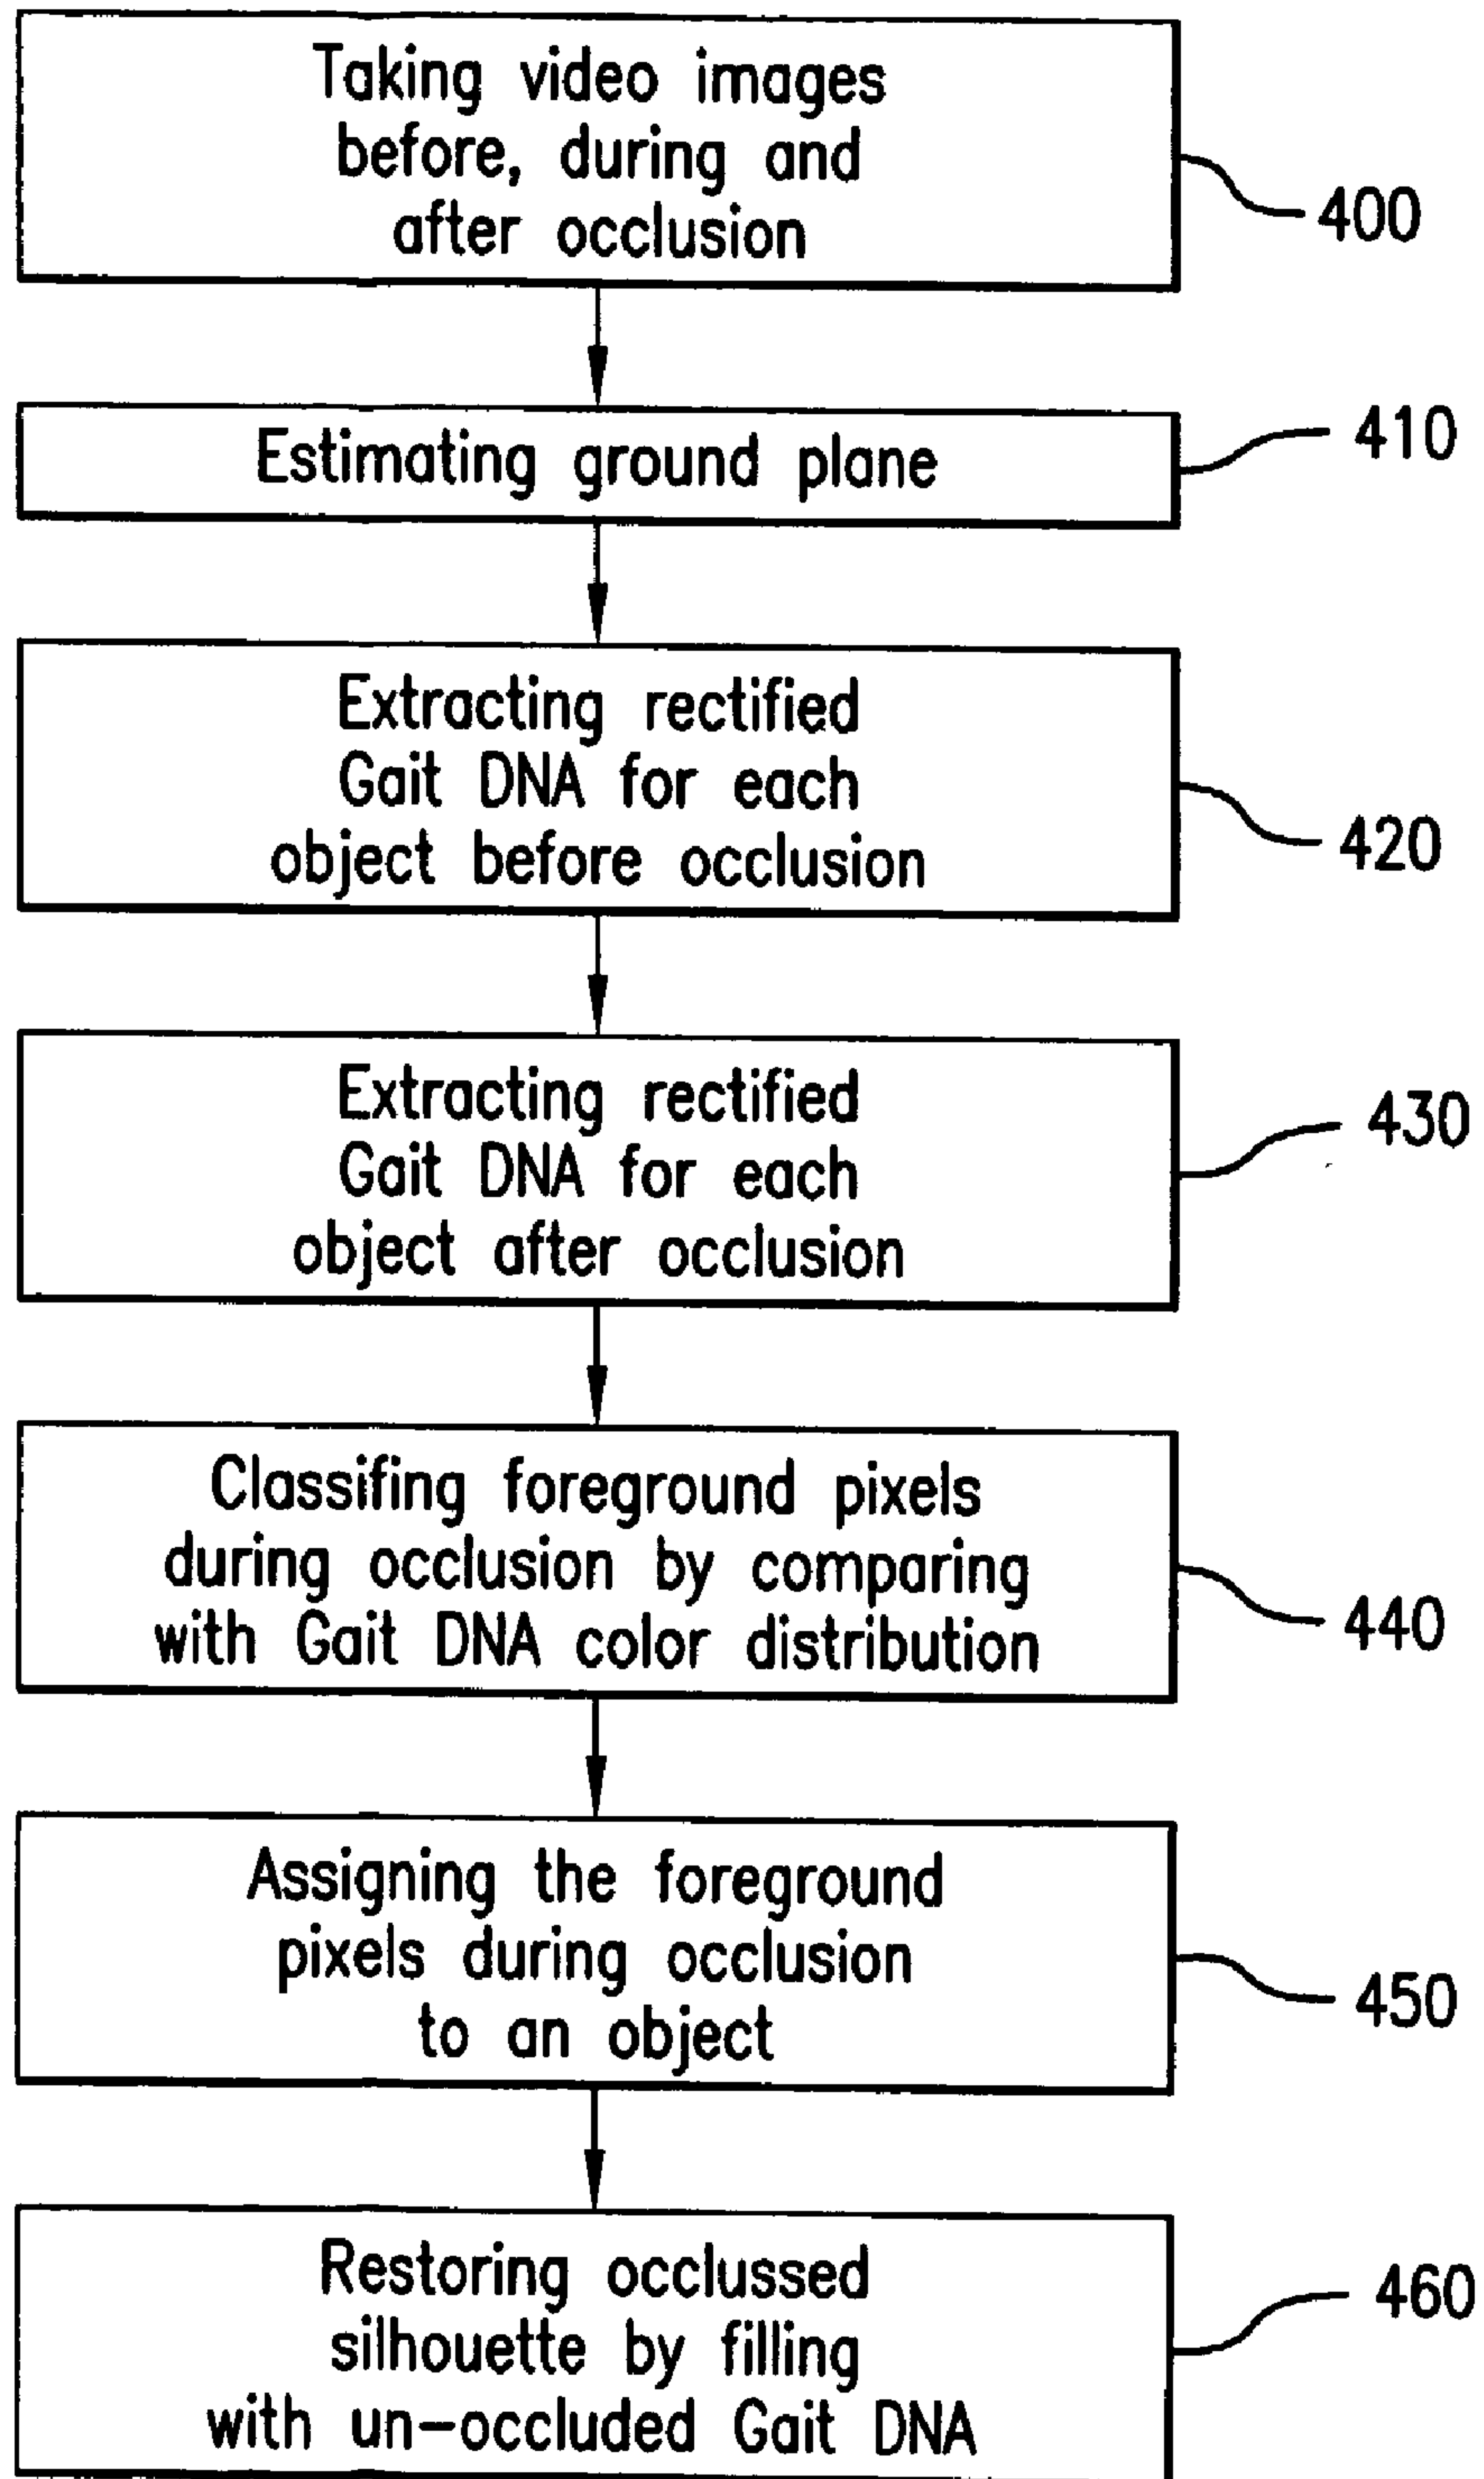 Taking video images
before, during and
after occlusion
400
Estimating ground plane
410
Extracting rectified
Gait DNA for each
object before occlusion
420
Extracting rectified
Gait DNA for each
object after occlusion
430
Classifing foreground pixels
during occlusion by comparing
with Gait DNA color distribution
440
Assigning the foreground
pixels during occlusion
to an object
450
Restoring occlussed
silhouette by filling
with un-occluded Gait DNA
460